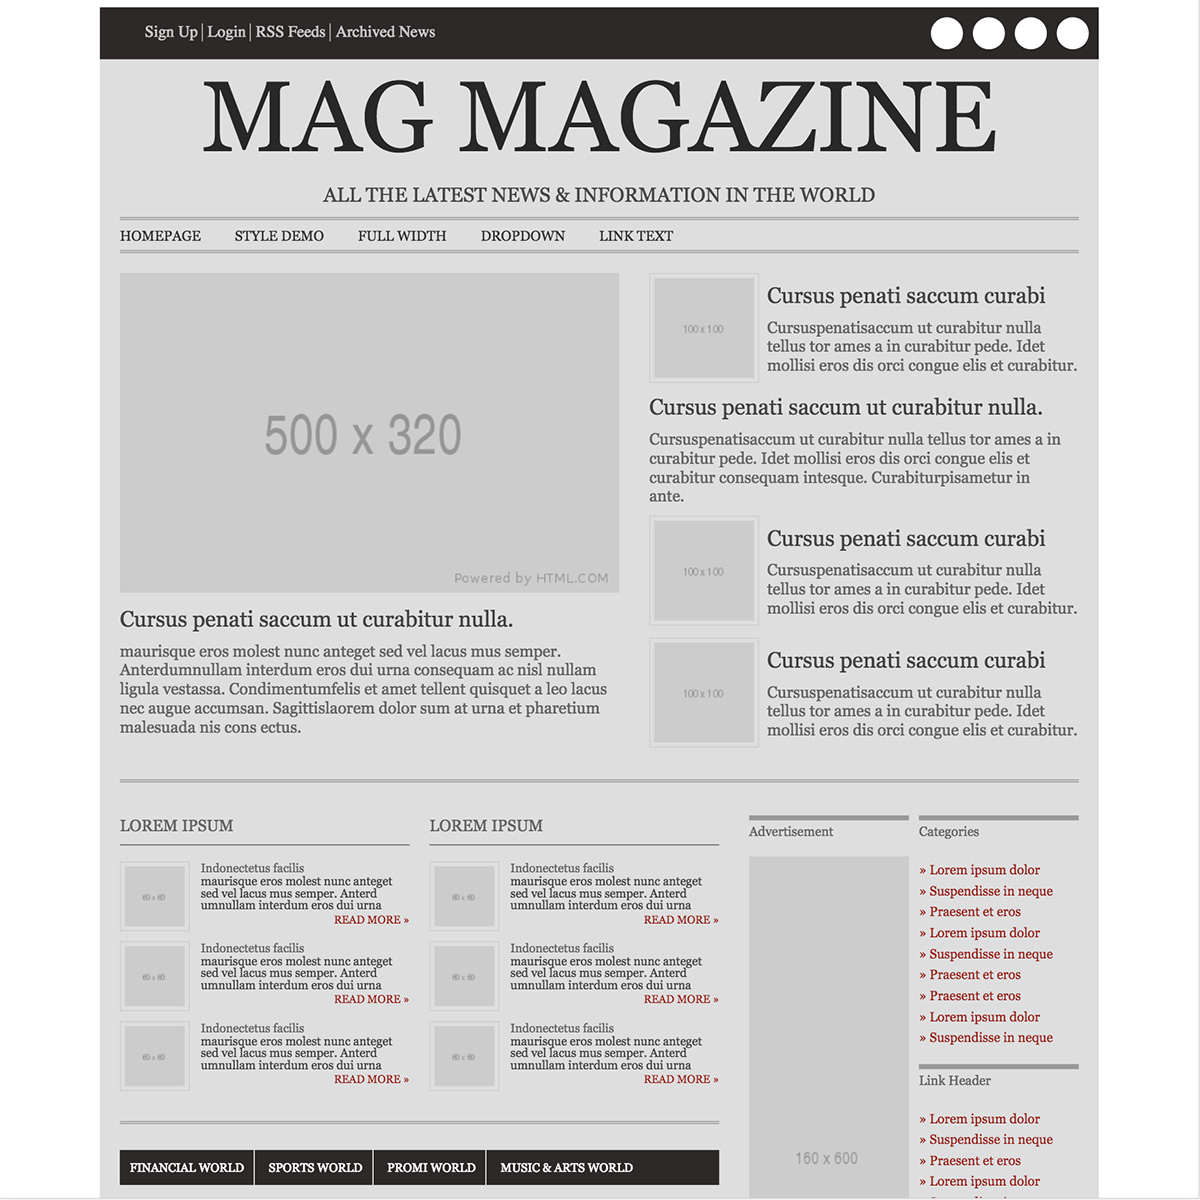 Sign Up | Login | RSS Feeds | Archived News
MAG MAGAZINE
ALL THE LATEST NEWS & INFORMATION IN THE WORLD
HOMEPAGE STYLE DEMO FULL WIDTH DROPDOWN LINK TEXT
500 x 320
Powered by HTML.COM
Cursus penati saccum ut curabitur nulla.
maurisque eros molest nunc anteget sed vel lacus mus semper.
Anterdumnullam interdum eros dui urna consequam ac nisl nullam
ligula vestassa. Condimentumfelis et amet tellent quisquet a leo lacus
nec augue accumsan. Sagittislaorem dolor sum at urna et pharetium
malesuada nis cons ectus.
100 x 100
Cursus penati saccum curabi
Cursuspenatisaccum ut curabitur nulla
tellus tor ames a in curabitur pede. Idet
mollisi eros dis orci congue elis et curabitur.
Cursus penati saccum ut curabitur nulla.
Cursuspenatisaccum ut curabitur nulla tellus tor ames a in
curabitur pede. Idet mollisi eros dis orci congue elis et
curabitur consequam intesque. Curabiturpisametur in
ante.
100 x 100
Cursus penati saccum curabi
Cursuspenatisaccum ut curabitur nulla
tellus tor ames a in curabitur pede. Idet
mollisi eros dis orci congue elis et curabitur.
100 x 100
Cursus penati saccum curabi
Cursuspenatisaccum ut curabitur nulla
tellus tor ames a in curabitur pede. Idet
mollisi eros dis orci congue elis et curabitur.
LOREM IPSUM
60 x 60
Indonectetus facilis
maurisque eros molest nunc anteget
sed vel lacus mus semper. Anterd
umnullam interdum eros dui urna
READ MORE »
60 x 60
Indonectetus facilis
maurisque eros molest nunc anteget
sed vel lacus mus semper. Anterd
umnullam interdum eros dui urna
READ MORE »
60 x 60
Indonectetus facilis
maurisque eros molest nunc anteget
sed vel lacus mus semper. Anterd
umnullam interdum eros dui urna
READ MORE »
LOREM IPSUM
60 x 60
Indonectetus facilis
maurisque eros molest nunc anteget
sed vel lacus mus semper. Anterd
umnullam interdum eros dui urna
READ MORE »
60 x 60
Indonectetus facilis
maurisque eros molest nunc anteget
sed vel lacus mus semper. Anterd
umnullam interdum eros dui urna
READ MORE »
60 x 60
Indonectetus facilis
maurisque eros molest nunc anteget
sed vel lacus mus semper. Anterd
umnullam interdum eros dui urna
READ MORE »
FINANCIAL WORLD SPORTS WORLD PROMI WORLD MUSIC & ARTS WORLD
Advertisement
160 x 600
Categories
» Lorem ipsum dolor
» Suspendisse in neque
» Praesent et eros
» Lorem ipsum dolor
» Suspendisse in neque
» Praesent et eros
» Praesent et eros
» Lorem ipsum dolor
» Suspendisse in neque
Link Header
» Lorem ipsum dolor
» Suspendisse in neque
» Praesent et eros
» Lorem ipsum dolor